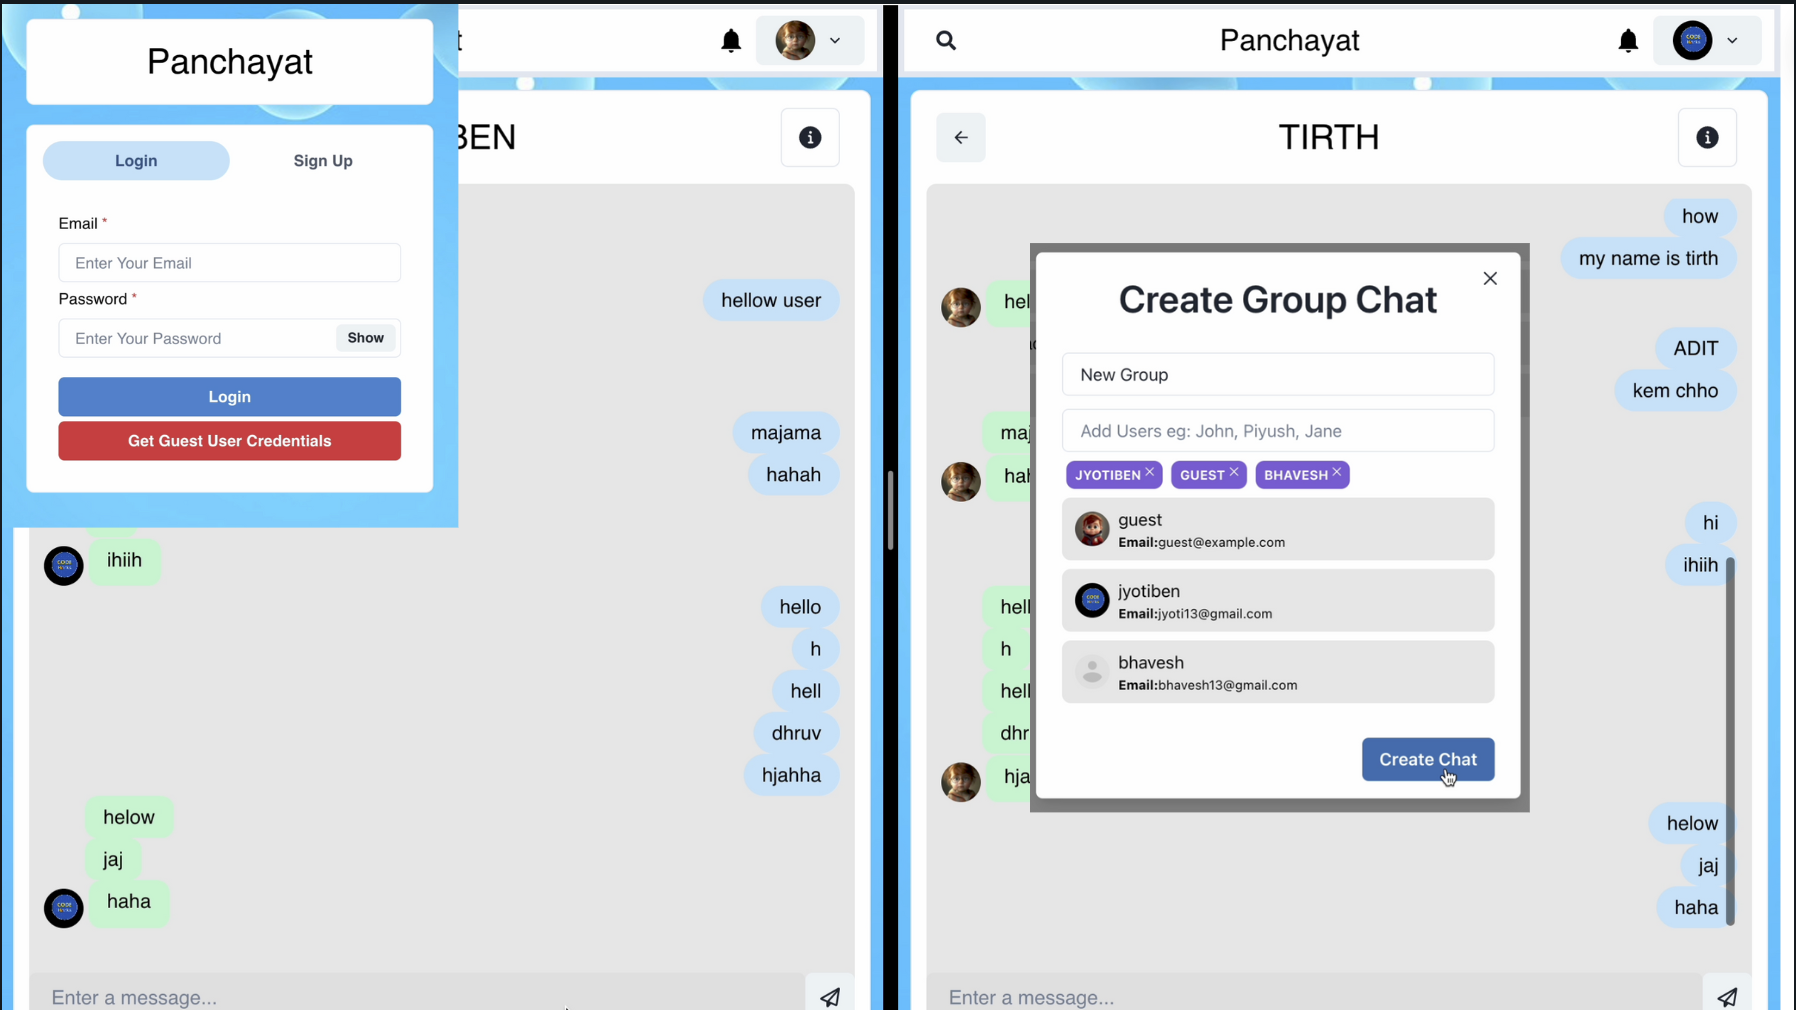 Panchayat
Login
Sign Up
Email *
Enter Your Email
Password *
Enter Your Password
Show
Login
Get Guest User Credentials
t
BEN
hellow user
majama
hahah
ihiih
hello
h
hell
dhruv
hjahha
helow
jaj
haha
Enter a message...
Panchayat
TIRTH
how
my name is tirth
hel
ADIT
kem chho
maj
hah
hi
ihiih
hell
h
hell
dhr
hja
helow
jaj
haha
Enter a message...
Create Group Chat
New Group
Add Users eg: John, Piyush, Jane
JYOTIBEN GUEST BHAVESH
guest
Email:guest@example.com
jyotiben
Email:jyoti13@gmail.com
bhavesh
Email:bhavesh13@gmail.com
Create Chat